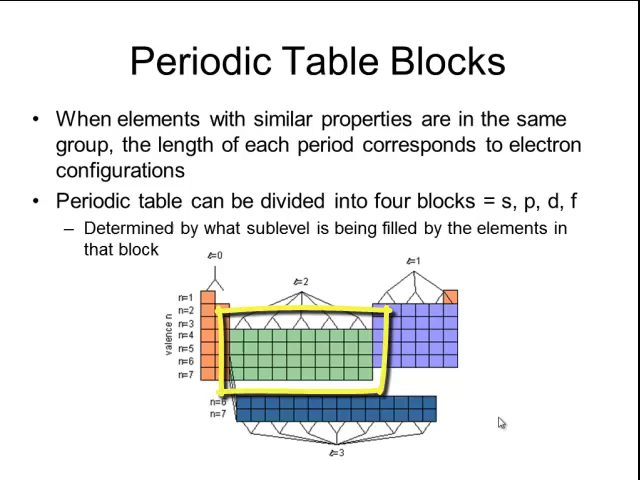 Periodic Table Blocks
• When elements with similar properties are in the same
group, the length of each period corresponds to electron
configurations
• Periodic table can be divided into four blocks = s, p, d, f
– Determined by what sublevel is being filled by the elements in
that block
ℓ=0
ℓ=1
ℓ=2
valence n
n=1
n=2
n=3
n=4
n=5
n=6
n=7
n=6
n=7
ℓ=3